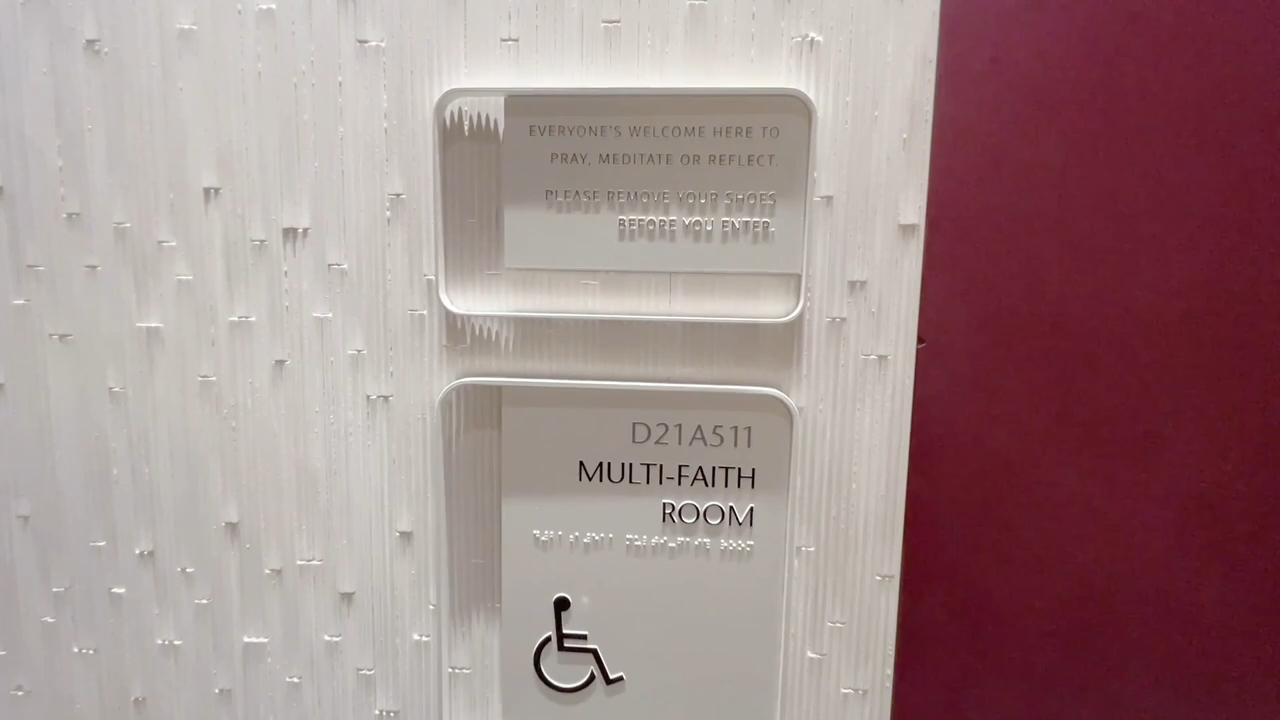 EVERYONE'S WELCOME HERE TO
PRAY, MEDITATE OR REFLECT.
PLEASE REMOVE YOUR SHOES
BEFORE YOU ENTER.
D21A511
MULTI-FAITH
ROOM